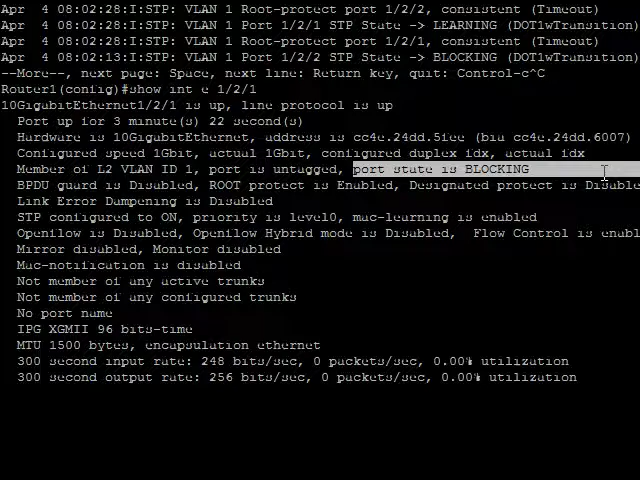 Apr  4 08:02:28:I:STP: VLAN 1 Root-protect port 1/2/2, consistent (Timeout)
Apr  4 08:02:28:I:STP: VLAN 1 Port 1/2/1 STP State -> LEARNING (DOT1wTransition)
Apr  4 08:02:28:I:STP: VLAN 1 Root-protect port 1/2/1, consistent (Timeout)
Apr  4 08:02:13:I:STP: VLAN 1 Port 1/2/2 STP State -> BLOCKING (DOT1wTransition)
--More--, next page: Space, next line: Return key, quit: Control-c^C
Router1(config)#show int e 1/2/1
10GigabitEthernet1/2/1 is up, line protocol is up
Port up for 3 minute(s) 22 second(s)
Hardware is 10GigabitEthernet, address is cc4e.24dd.51ee (bia cc4e.24dd.6007)
Configured speed 1Gbit, actual 1Gbit, configured duplex fdx, actual fdx
Member of L2 VLAN ID 1, port is untagged, port state is BLOCKING
BPDU guard is Disabled, ROOT protect is Enabled, Designated protect is Disable
Link Error Dampening is Disabled
STP configured to ON, priority is level0, mac-learning is enabled
Openflow is Disabled, Openflow Hybrid mode is Disabled,  Flow Control is enabl
Mirror disabled, Monitor disabled
Mac-notification is disabled
Not member of any active trunks
Not member of any configured trunks
No port name
IPG XGMII 96 bits-time
MTU 1500 bytes, encapsulation ethernet
300 second input rate: 248 bits/sec, 0 packets/sec, 0.00% utilization
300 second output rate: 256 bits/sec, 0 packets/sec, 0.00% utilization